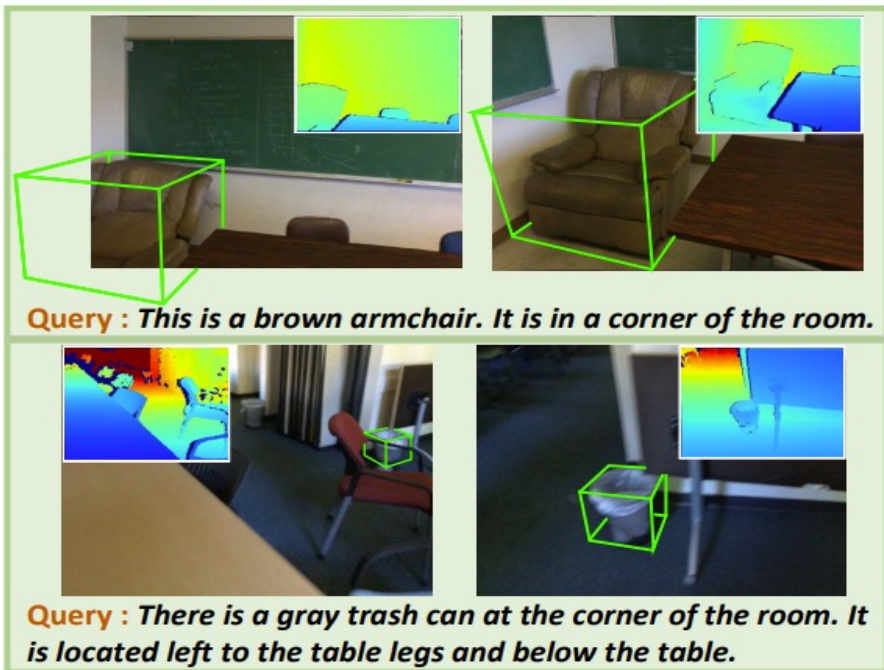 Query : This is a brown armchair. It is in a corner of the room.
Query : There is a gray trash can at the corner of the room. It
is located left to the table legs and below the table.